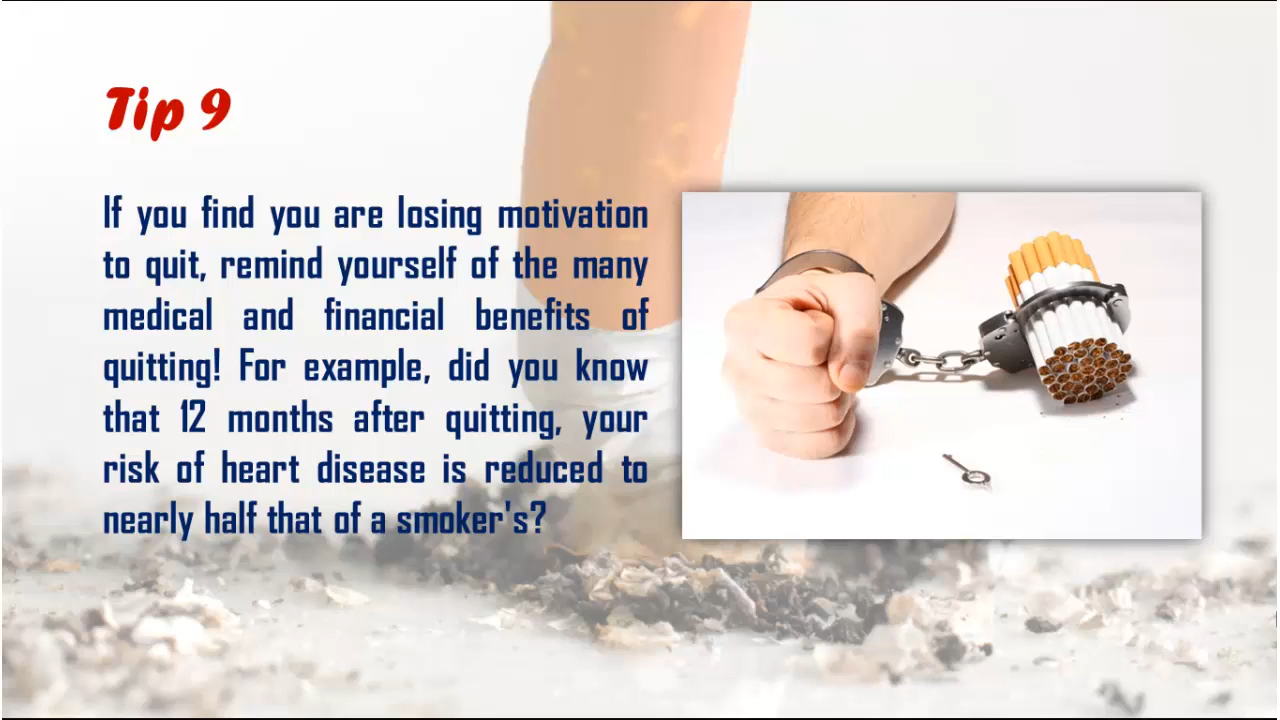 Tip 9
If you find you are losing motivation
to quit, remind yourself of the many
medical and financial benefits of
quitting! For example, did you know
that 12 months after quitting, your
risk of heart disease is reduced to
nearly half that of a smoker's?